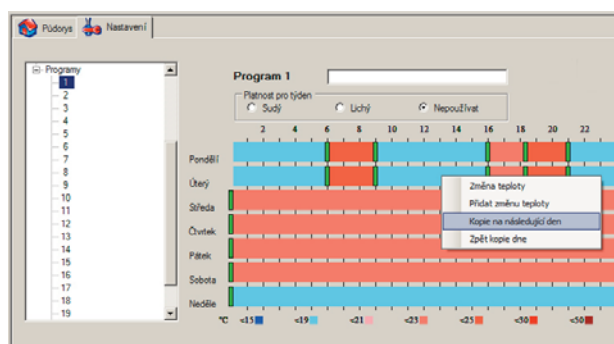 Půdorys Nastavení
Programy
1
2
3
4
5
6
7
8
9
10
11
12
13
14
15
16
17
18
19
Program 1
Platnost pro týden
Sudý Lichý Nepoužívat
2 4 6 8 10 12 14 16 18 20 22
Pondělí
Úterý
Středa
Čtvrtek
Pátek
Sobota
Neděle
Změna teploty
Přidat změnu teploty
Kopie na následující den
Zpět kopie dne
°C <15 <19 <21 <23 <25 <30 <50